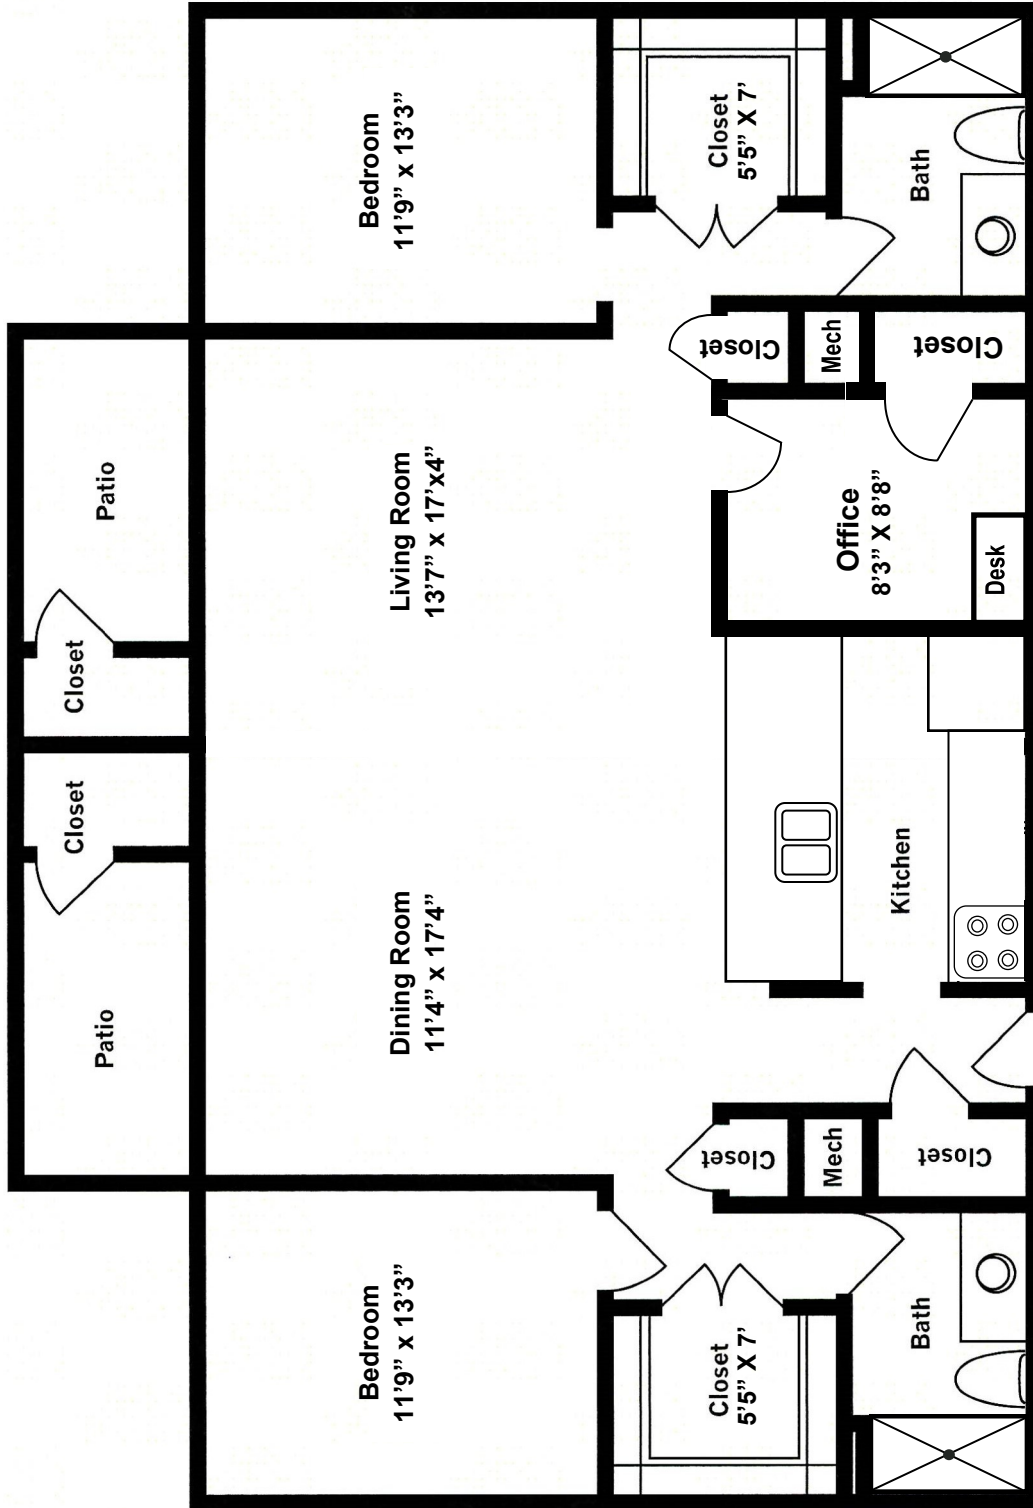 Bedroom
11'9" x 13'3"
Closet
5'5" X 7'
Bath
Patio
Closet
Living Room
13'7" x 17'x4"
Closet
Mech
Closet
Office
8'3" X 8'8"
Desk
Closet
Patio
Dining Room
11'4" x 17'4"
Kitchen
Closet
Mech
Closet
Bedroom
11'9" x 13'3"
Closet
5'5" X 7'
Bath